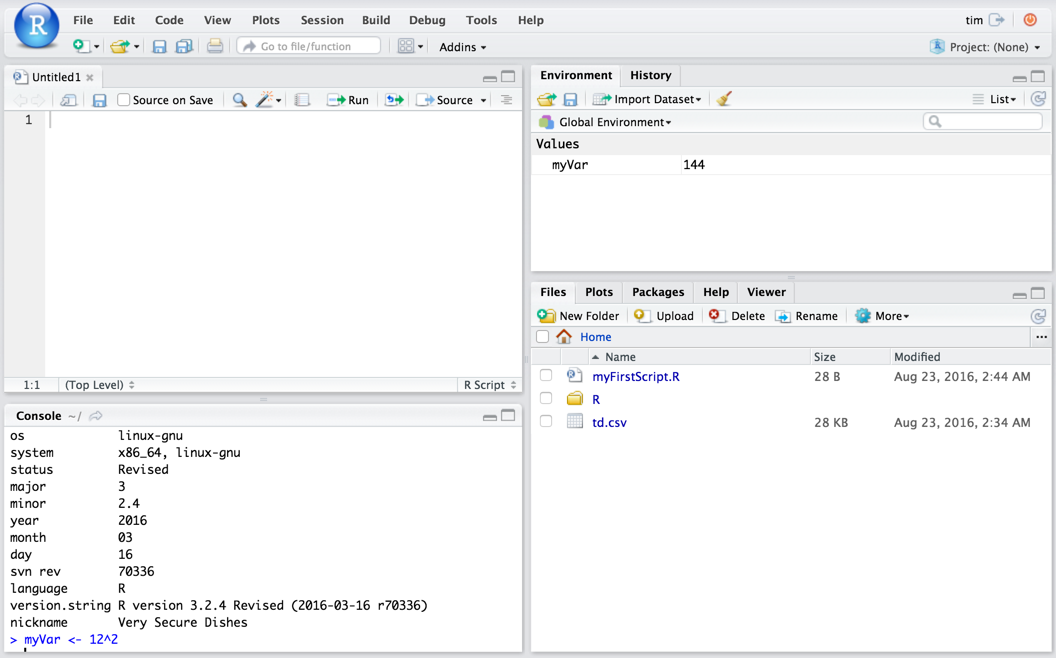 R File Edit Code View Plots Session Build Debug Tools Help tim
Go to file/function Addins Project: (None)
Untitled1
Source on Save Run Source
1
1:1 (Top Level) R Script
Console ~/
os linux-gnu
system x86_64, linux-gnu
status Revised
major 3
minor 2.4
year 2016
month 03
day 16
svn rev 70336
language R
version.string R version 3.2.4 Revised (2016-03-16 r70336)
nickname Very Secure Dishes
> myVar <- 12^2
Environment History
Import Dataset List
Global Environment
Values
myVar 144
Files Plots Packages Help Viewer
New Folder Upload Delete Rename More
Home ...
Name Size Modified
myFirstScript.R 28 B Aug 23, 2016, 2:44 AM
R
td.csv 28 KB Aug 23, 2016, 2:34 AM